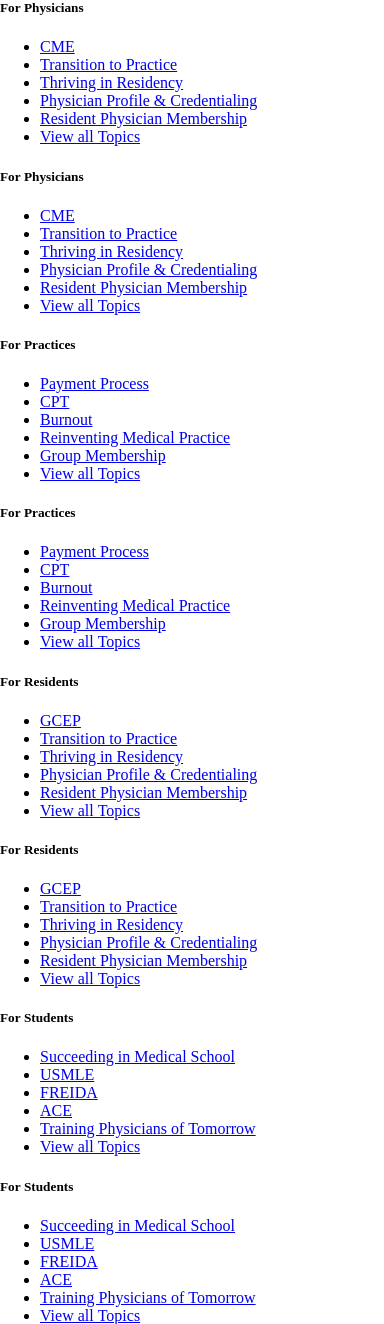 For Physicians
CME
Transition to Practice
Thriving in Residency
Physician Profile & Credentialing
Resident Physician Membership
View all Topics
For Physicians
CME
Transition to Practice
Thriving in Residency
Physician Profile & Credentialing
Resident Physician Membership
View all Topics
For Practices
Payment Process
CPT
Burnout
Reinventing Medical Practice
Group Membership
View all Topics
For Practices
Payment Process
CPT
Burnout
Reinventing Medical Practice
Group Membership
View all Topics
For Residents
GCEP
Transition to Practice
Thriving in Residency
Physician Profile & Credentialing
Resident Physician Membership
View all Topics
For Residents
GCEP
Transition to Practice
Thriving in Residency
Physician Profile & Credentialing
Resident Physician Membership
View all Topics
For Students
Succeeding in Medical School
USMLE
FREIDA
ACE
Training Physicians of Tomorrow
View all Topics
For Students
Succeeding in Medical School
USMLE
FREIDA
ACE
Training Physicians of Tomorrow
View all Topics